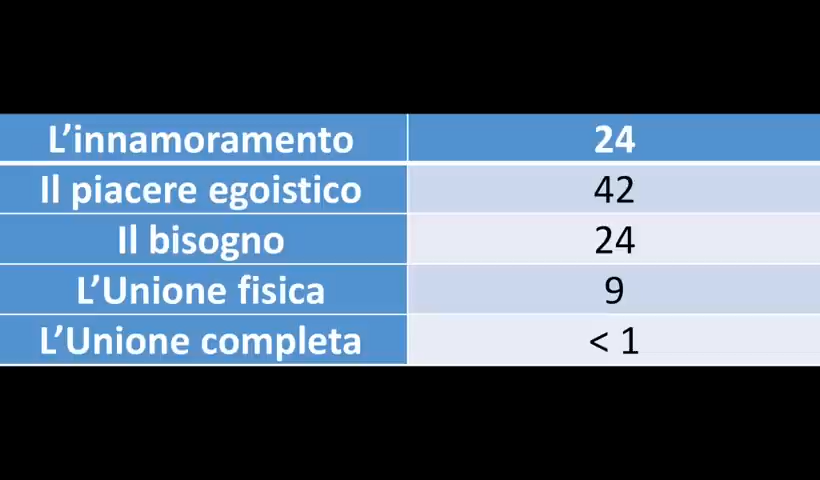 L’innamoramento 24
Il piacere egoistico 42
Il bisogno 24
L’Unione fisica 9
L’Unione completa < 1